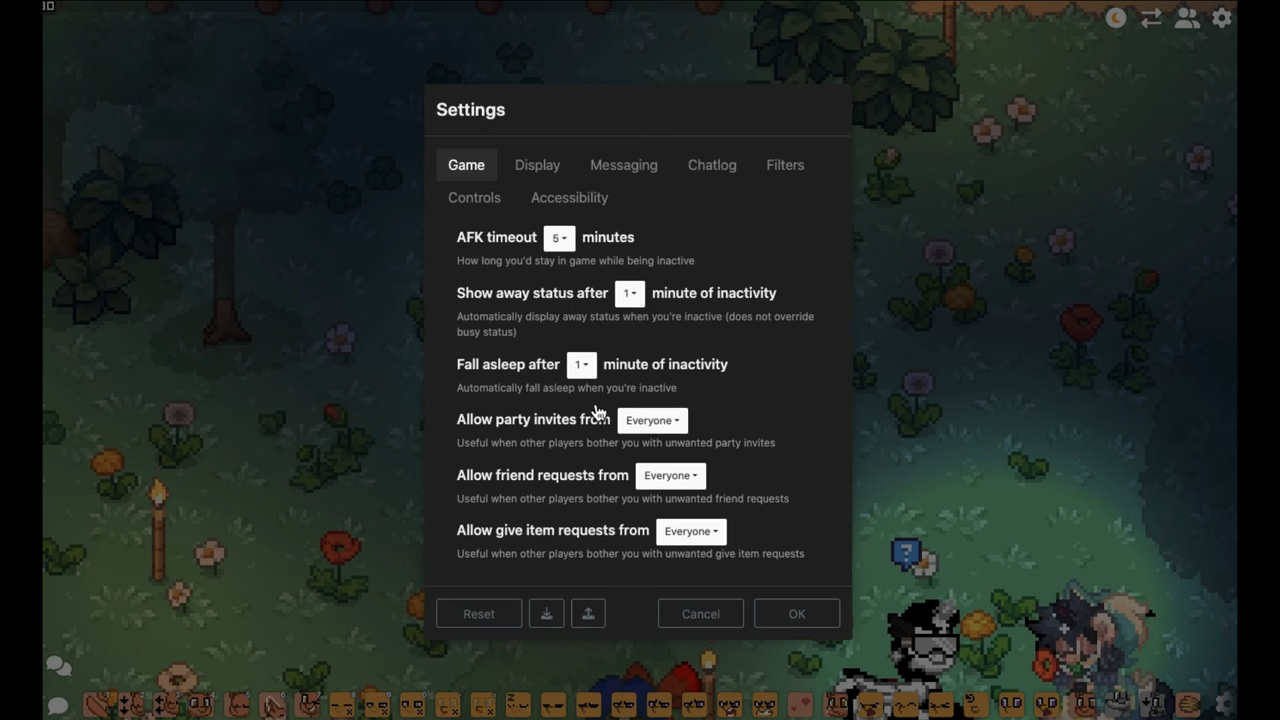 Settings
Game Display Messaging Chatlog Filters
Controls Accessibility
AFK timeout 5 minutes
How long you'd stay in game while being inactive
Show away status after 1 minute of inactivity
Automatically display away status when you're inactive (does not override
busy status)
Fall asleep after 1 minute of inactivity
Automatically fall asleep when you're inactive
Allow party invites from Everyone
Useful when other players bother you with unwanted party invites
Allow friend requests from Everyone
Useful when other players bother you with unwanted friend requests
Allow give item requests from Everyone
Useful when other players bother you with unwanted give item requests
?
Reset Cancel OK